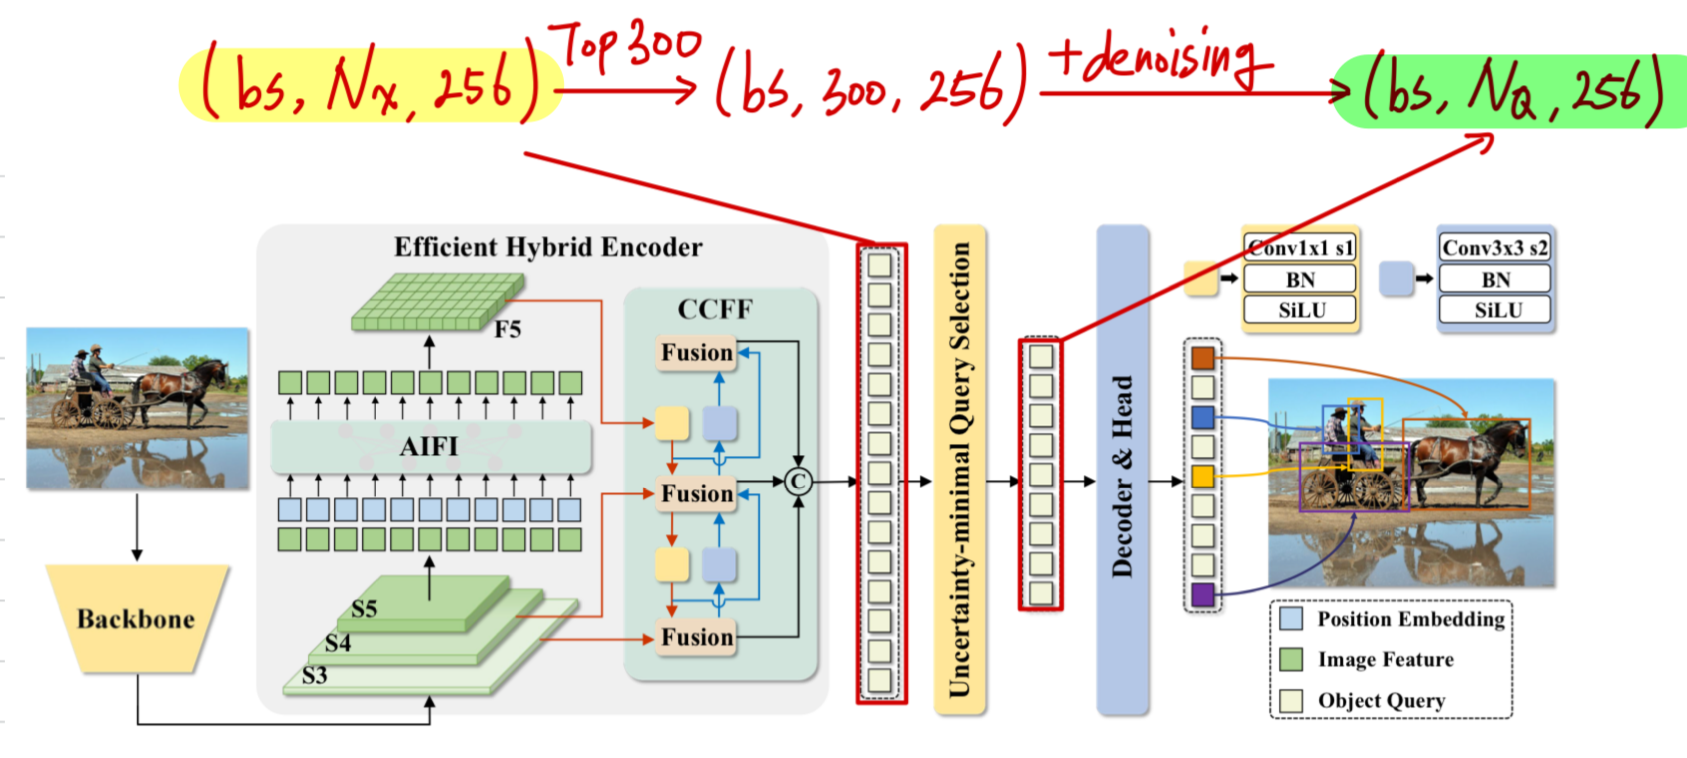 (bs, Nx, 256) Top 300 (bs, 300, 256) +denoising (bs, NQ, 256)
Efficient Hybrid Encoder
F5
AIFI
S5
S4
S3
Backbone
CCFF
Fusion
Fusion
Fusion
C
Uncertainty-minimal Query Selection
Decoder & Head
Conv1x1 s1
BN
SiLU
Conv3x3 s2
BN
SiLU
Position Embedding
Image Feature
Object Query